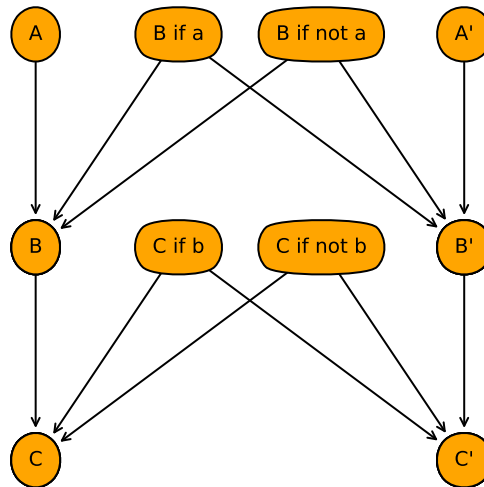 A
B if a
B if not a
A'
B
C if b
C if not b
B'
C
C'